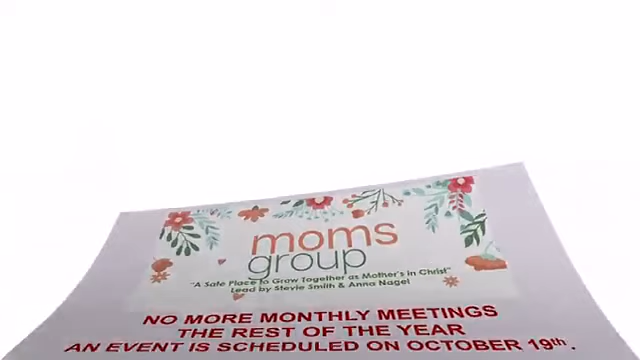 moms
group
"A Safe Place to Grow Together as Mother's in Christ"
Lead by Stevie Smith & Anna Nagel
NO MORE MONTHLY MEETINGS
THE REST OF THE YEAR
AN EVENT IS SCHEDULED ON OCTOBER 19th.